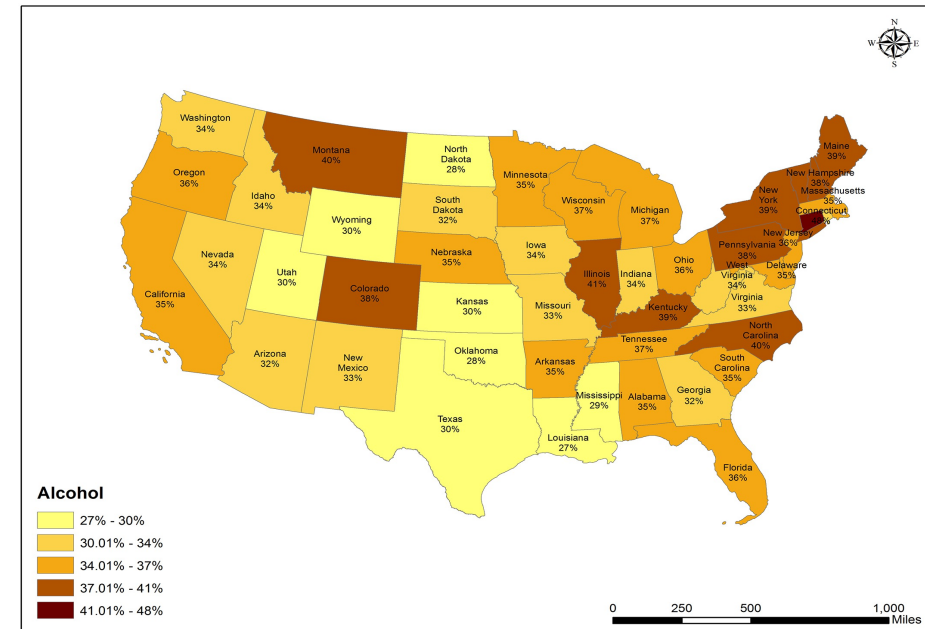 N
W E
S
Washington
34%
Montana
40%
North
Dakota
28%
Minnesota
35%
Maine
39%
Oregon
36%
Idaho
34%
Wyoming
30%
South
Dakota
32%
Wisconsin
37%
Michigan
37%
New York
39%
New Hampshire
38%
Massachusetts
35%
Connecticut
New Jersey
36%
Pennsylvania
38%
Nevada
34%
Utah
30%
Colorado
38%
Nebraska
35%
Iowa
34%
Illinois
41%
Indiana
34%
Ohio
36%
West
Virginia
34%
Delaware
35%
Virginia
33%
California
35%
Kansas
30%
Missouri
33%
Kentucky
39%
North
Carolina
40%
Tennessee
37%
Arizona
32%
New
Mexico
33%
Oklahoma
28%
Arkansas
35%
South
Carolina
35%
Texas
30%
Louisiana
27%
Mississippi
29%
Alabama
35%
Georgia
32%
Florida
36%
Alcohol
27% - 30%
30.01% - 34%
34.01% - 37%
37.01% - 41%
41.01% - 48%
0 250 500 1,000
Miles